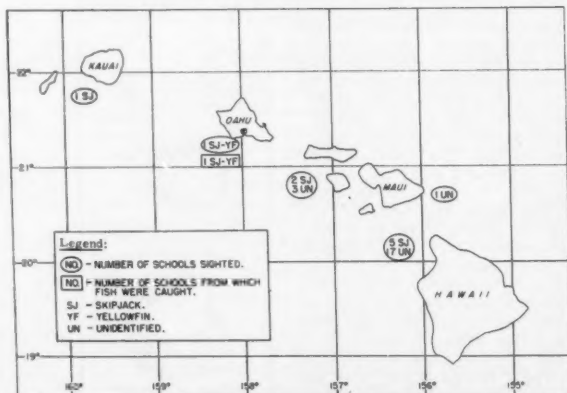 KAUAI
22°
1 SJ
OAHU
1 SJ-YF
1 SJ-YF
21°
2 SJ
3 UN
MAUI
1 UN
5 SJ
17 UN
Legend:
NO. - NUMBER OF SCHOOLS SIGHTED.
NO. - NUMBER OF SCHOOLS FROM WHICH
FISH WERE CAUGHT.
SJ - SKIPJACK.
YF - YELLOWFIN.
UN - UNIDENTIFIED.
20°
HAWAII
19°
160°
159°
158°
157°
156°
155°